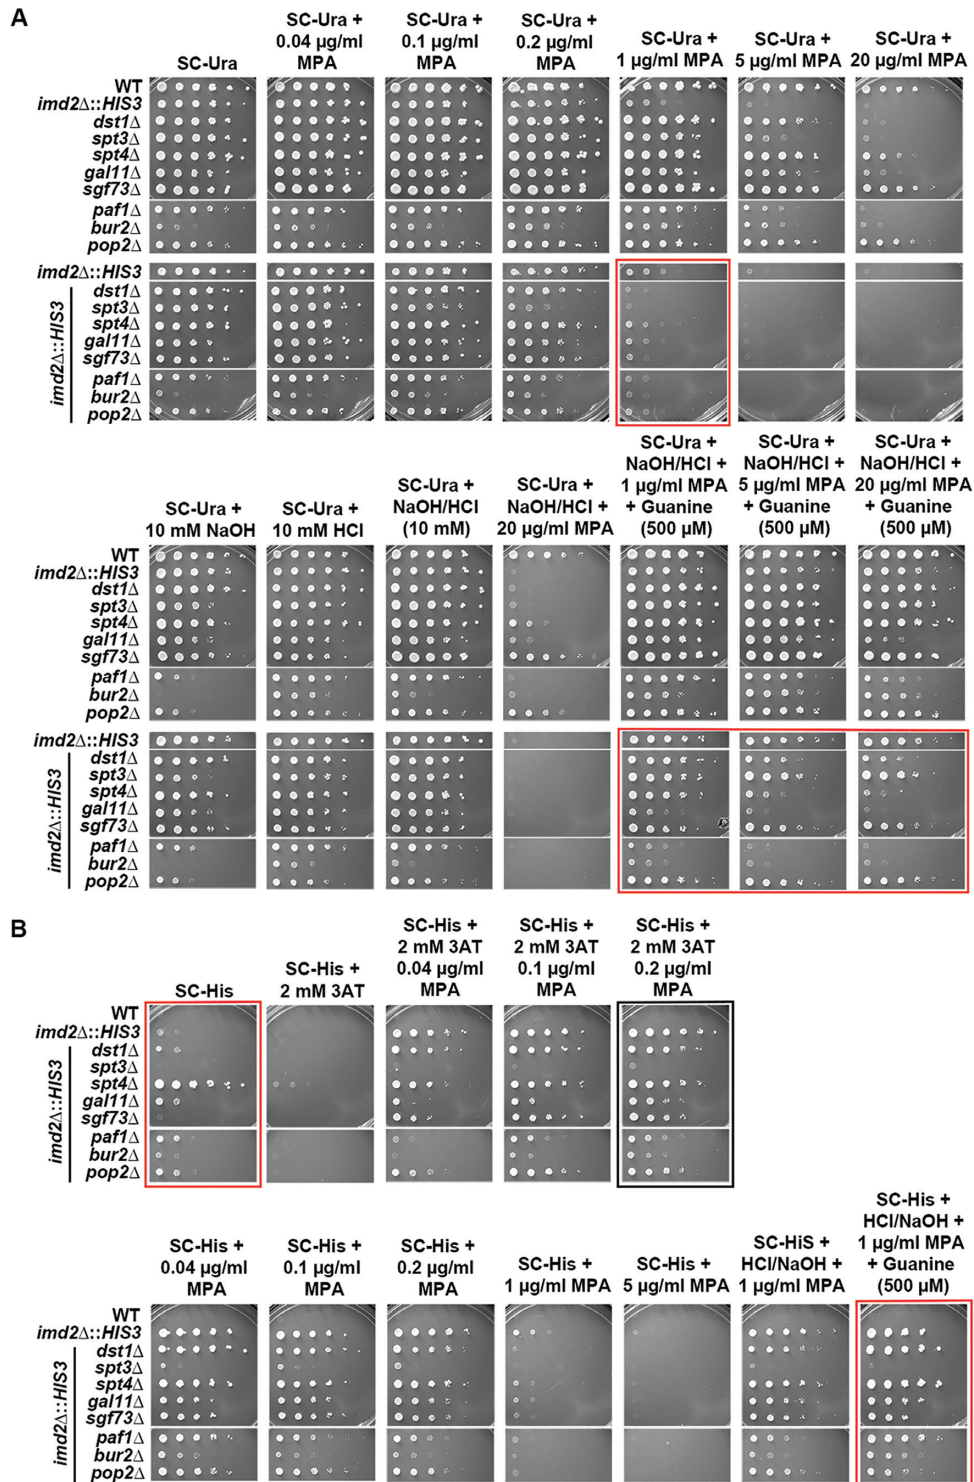 A
SC-Ura
SC-Ura +
0.04 µg/ml
MPA
SC-Ura +
0.1 µg/ml
MPA
SC-Ura +
0.2 µg/ml
MPA
SC-Ura +
1 µg/ml MPA
SC-Ura +
5 µg/ml MPA
SC-Ura +
20 µg/ml MPA
WT
imd2Δ::HIS3
dst1Δ
spt3Δ
spt4Δ
gal11Δ
sgf73Δ
paf1Δ
bur2Δ
pop2Δ
imd2Δ::HIS3
imd2Δ::HIS3
dst1Δ
spt3Δ
spt4Δ
gal11Δ
sgf73Δ
paf1Δ
bur2Δ
pop2Δ
SC-Ura +
10 mM NaOH
SC-Ura +
10 mM HCl
SC-Ura +
NaOH/HCl
(10 mM)
SC-Ura +
NaOH/HCl +
20 µg/ml MPA
SC-Ura +
NaOH/HCl +
1 µg/ml MPA
+ Guanine
(500 µM)
SC-Ura +
NaOH/HCl +
5 µg/ml MPA
+ Guanine
(500 µM)
SC-Ura +
NaOH/HCl +
20 µg/ml MPA
+ Guanine
(500 µM)
WT
imd2Δ::HIS3
dst1Δ
spt3Δ
spt4Δ
gal11Δ
sgf73Δ
paf1Δ
bur2Δ
pop2Δ
imd2Δ::HIS3
imd2Δ::HIS3
dst1Δ
spt3Δ
spt4Δ
gal11Δ
sgf73Δ
paf1Δ
bur2Δ
pop2Δ
B
SC-His
SC-His +
2 mM 3AT
SC-His +
2 mM 3AT
0.04 µg/ml
MPA
SC-His +
2 mM 3AT
0.1 µg/ml
MPA
SC-His +
2 mM 3AT
0.2 µg/ml
MPA
WT
imd2Δ::HIS3
imd2Δ::HIS3
dst1Δ
spt3Δ
spt4Δ
gal11Δ
sgf73Δ
paf1Δ
bur2Δ
pop2Δ
SC-His +
0.04 µg/ml
MPA
SC-His +
0.1 µg/ml
MPA
SC-His +
0.2 µg/ml
MPA
SC-His +
1 µg/ml MPA
SC-His +
5 µg/ml MPA
SC-HiS +
HCl/NaOH +
1 µg/ml MPA
SC-His +
HCl/NaOH +
1 µg/ml MPA
+ Guanine
(500 µM)
WT
imd2Δ::HIS3
imd2Δ::HIS3
dst1Δ
spt3Δ
spt4Δ
gal11Δ
sgf73Δ
paf1Δ
bur2Δ
pop2Δ